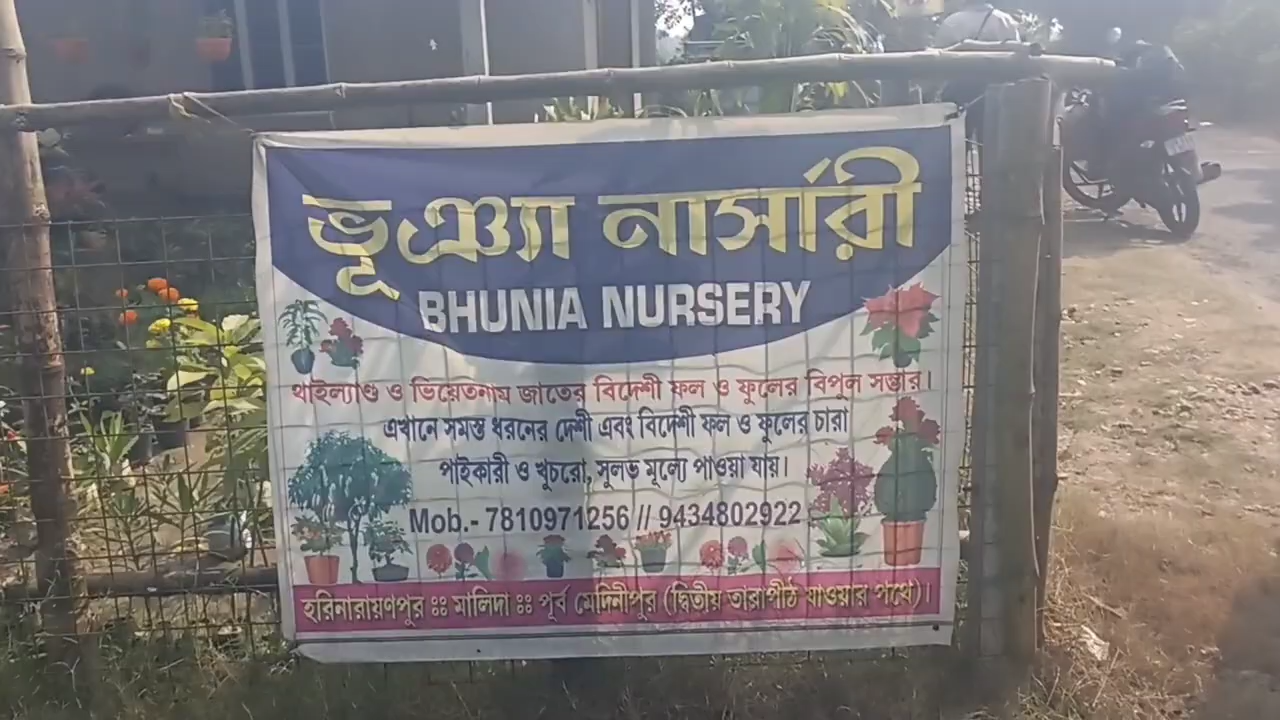 ভূঞ্যা নার্সারী
BHUNIA NURSERY
থাইল্যাণ্ড ও ভিয়েতনাম জাতের বিদেশী ফল ও ফুলের বিপুল সম্ভার।
এখানে সমস্ত ধরনের দেশী এবং বিদেশী ফল ও ফুলের চারা
পাইকারী ও খুচরো, সুলভ মূল্যে পাওয়া যায়।
Mob.- 7810971256 // 9434802922
হরিনারায়ণপুর ঃঃ মালিদা ঃঃ পূর্ব মেদিনীপুর (দ্বিতীয় তারাপীঠ যাওয়ার পথে)।